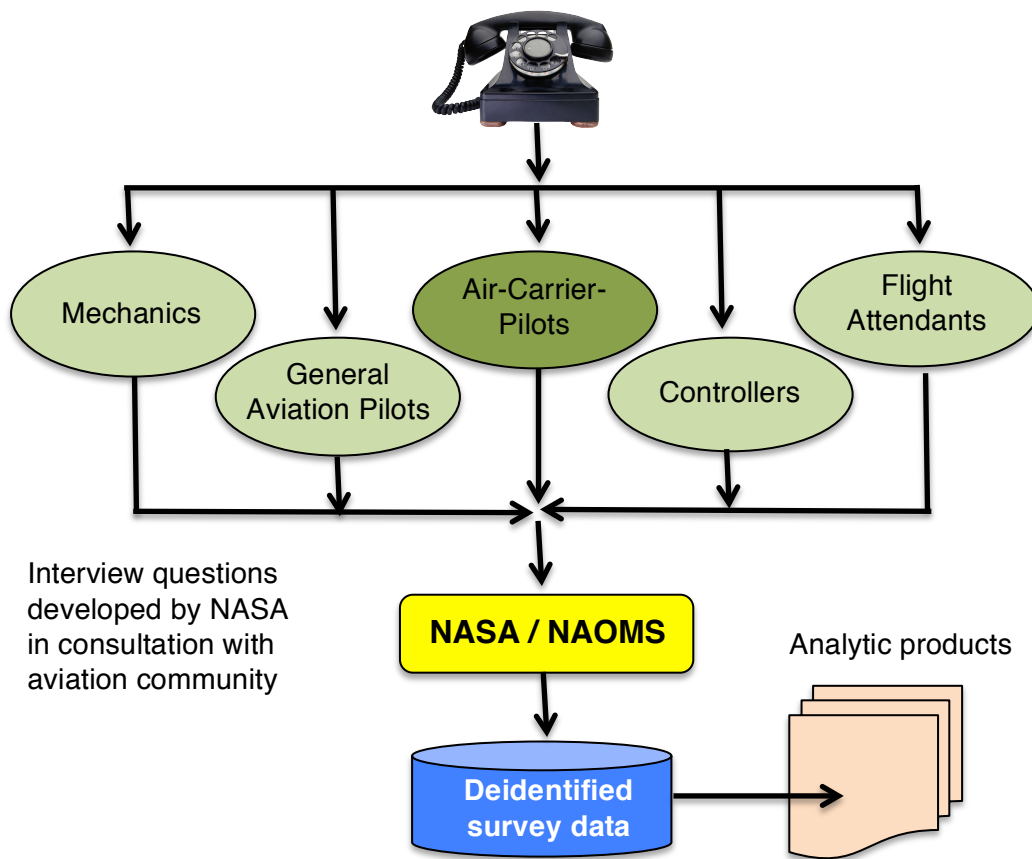 Mechanics
General
Aviation Pilots
Air-Carrier-
Pilots
Controllers
Flight
Attendants
Interview questions
developed by NASA
in consultation with
aviation community
NASA / NAOMS
Analytic products
Deidentified
survey data